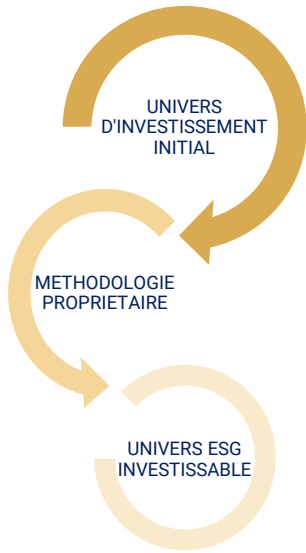 UNIVERS
D'INVESTISSEMENT
INITIAL
METHODOLOGIE
PROPRIETAIRE
UNIVERS ESG
INVESTISSABLE